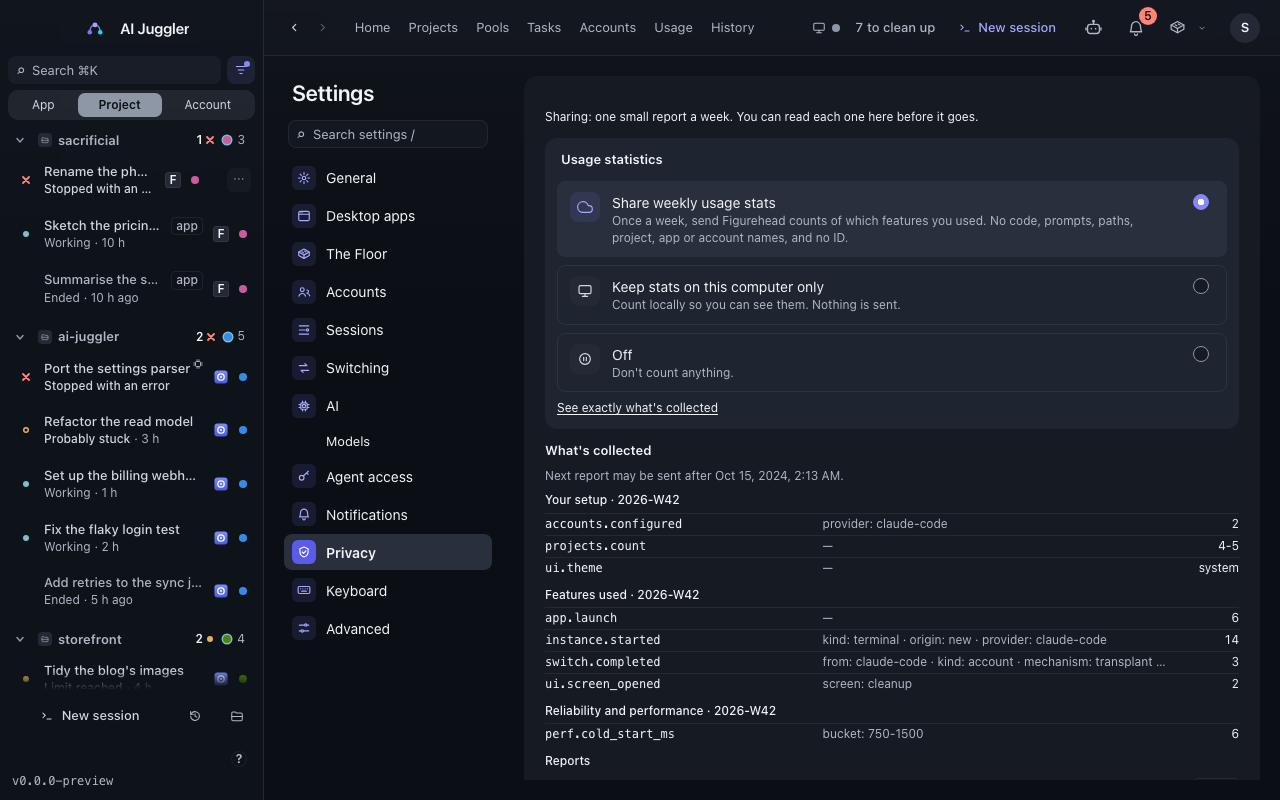 AI Juggler
Search ⌘K
App
Project
Account
sacrificial
1
3
Rename the ph...
Stopped with an ...
F
Sketch the pricin...
app
Working · 10 h
F
Summarise the s...
app
Ended · 10 h ago
F
ai-juggler
2
5
Port the settings parser
Stopped with an error
Refactor the read model
Probably stuck · 3 h
Set up the billing webh...
Working · 1 h
Fix the flaky login test
Working · 2 h
Add retries to the sync j...
Ended · 5 h ago
storefront
2
4
Tidy the blog's images
Limit reached · 4 h
New session
?
v0.0.0-preview
Home
Projects
Pools
Tasks
Accounts
Usage
History
7 to clean up
New session
5
S
Settings
Search settings /
General
Desktop apps
The Floor
Accounts
Sessions
Switching
AI
Models
Agent access
Notifications
Privacy
Keyboard
Advanced
Sharing: one small report a week. You can read each one here before it goes.
Usage statistics
Share weekly usage stats
Once a week, send Figurehead counts of which features you used. No code, prompts, paths,
project, app or account names, and no ID.
Keep stats on this computer only
Count locally so you can see them. Nothing is sent.
Off
Don't count anything.
See exactly what's collected
What's collected
Next report may be sent after Oct 15, 2024, 2:13 AM.
Your setup · 2026-W42
accounts.configured provider: claude-code 2
projects.count — 4-5
ui.theme — system
Features used · 2026-W42
app.launch — 6
instance.started kind: terminal · origin: new · provider: claude-code 14
switch.completed from: claude-code · kind: account · mechanism: transplant ... 3
ui.screen_opened screen: cleanup 2
Reliability and performance · 2026-W42
perf.cold_start_ms bucket: 750-1500 6
Reports